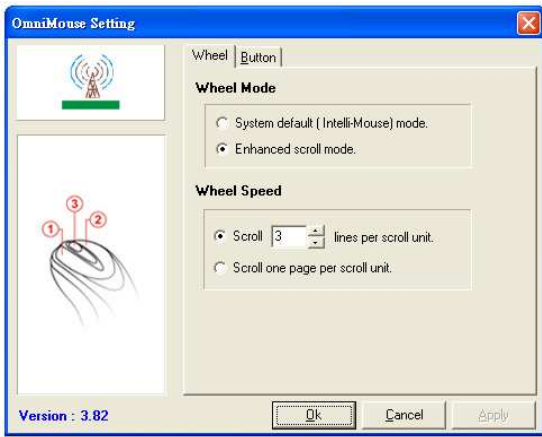 OmniMouse Setting
Wheel
Button
Wheel Mode
System default ( Intelli-Mouse) mode.
Enhanced scroll mode.
Wheel Speed
Scroll 3 lines per scroll unit.
Scroll one page per scroll unit.
3
1
2
Version : 3.82
Ok
Cancel
Apply